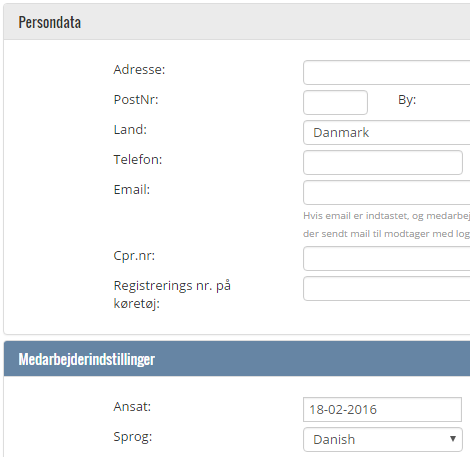 Persondata
Adresse:
PostNr: By:
Land: Danmark
Telefon:
Email:
Hvis email er indtastet, og medarbej
der sendt mail til modtager med log
Cpr.nr:
Registrerings nr. på
køretøj:
Medarbejderindstillinger
Ansat: 18-02-2016
Sprog: Danish